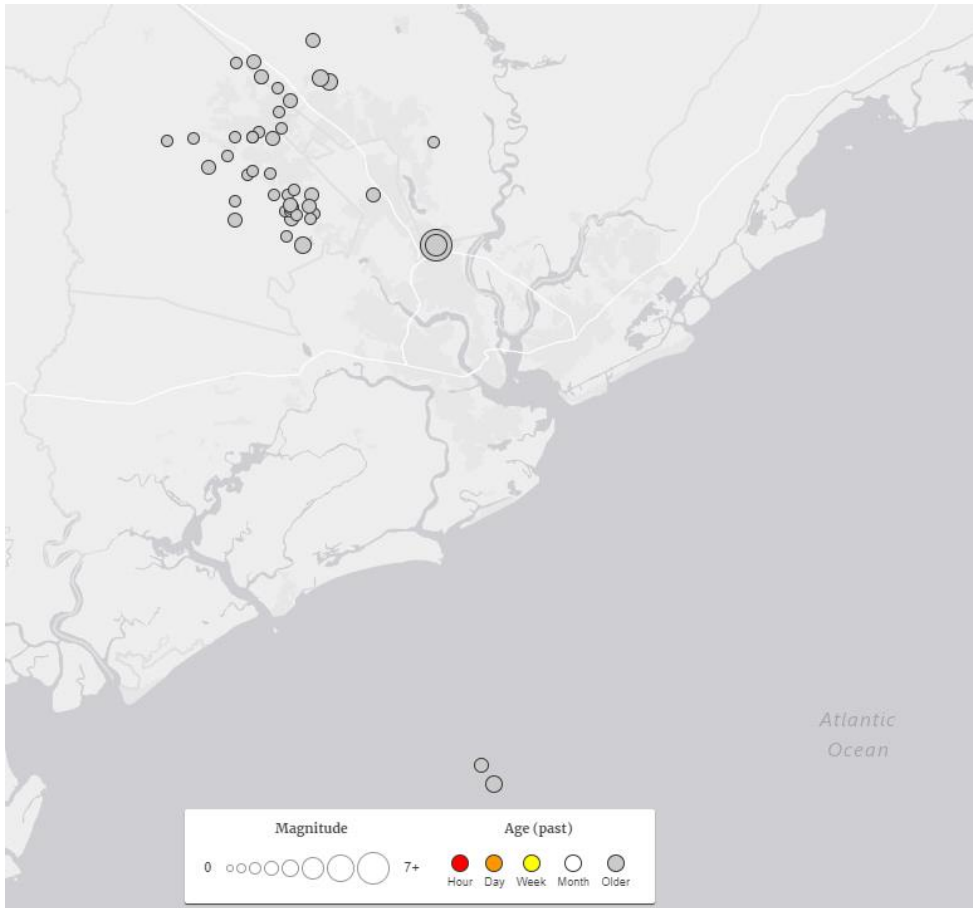 Atlantic
Ocean
Magnitude
Age (past)
0
7+
Hour
Day
Week
Month
Older